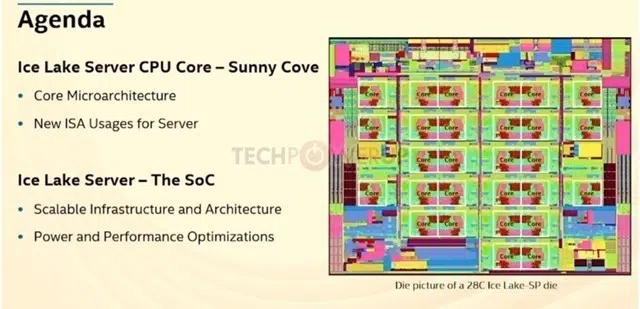 Agenda
Ice Lake Server CPU Core – Sunny Cove
• Core Microarchitecture
• New ISA Usages for Server
Ice Lake Server – The SoC
• Scalable Infrastructure and Architecture
• Power and Performance Optimizations
TECHPOWERUP
Core Core Core Core Core Core
Core Core Core Core Core Core
Core Core Core Core
Core Core Core Core Core Core
Core Core Core Core
Core Core
Die picture of a 28C Ice Lake-SP die